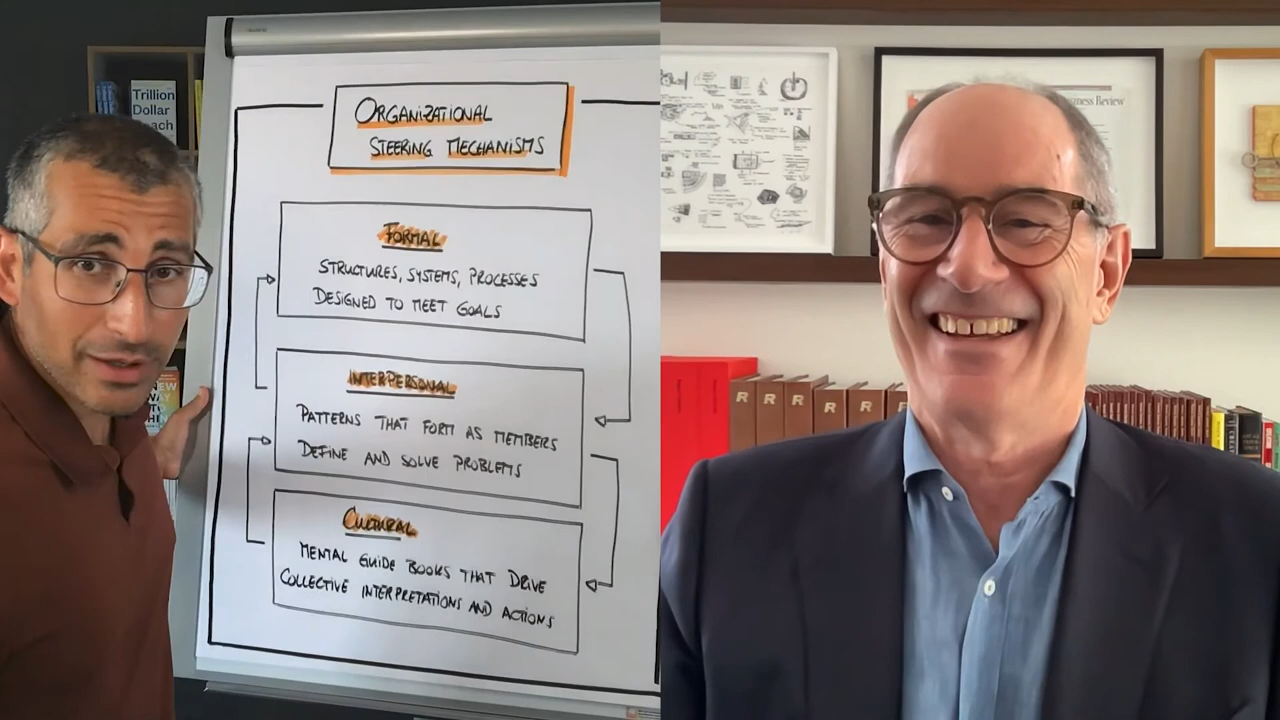 Trillion
Dollar
ORGANIZATIONAL
STEERING MECHANISMS
FORMAL
STRUCTURES, SYSTEMS, PROCESSES
DESIGNED TO MEET GOALS
INTERPERSONAL
PATTERNS THAT FORM AS MEMBERS
DEFINE AND SOLVE PROBLEMS
CULTURAL
MENTAL GUIDE BOOKS THAT DRIVE
COLLECTIVE INTERPRETATIONS AND ACTIONS
Review
R
R
R
R
R
R